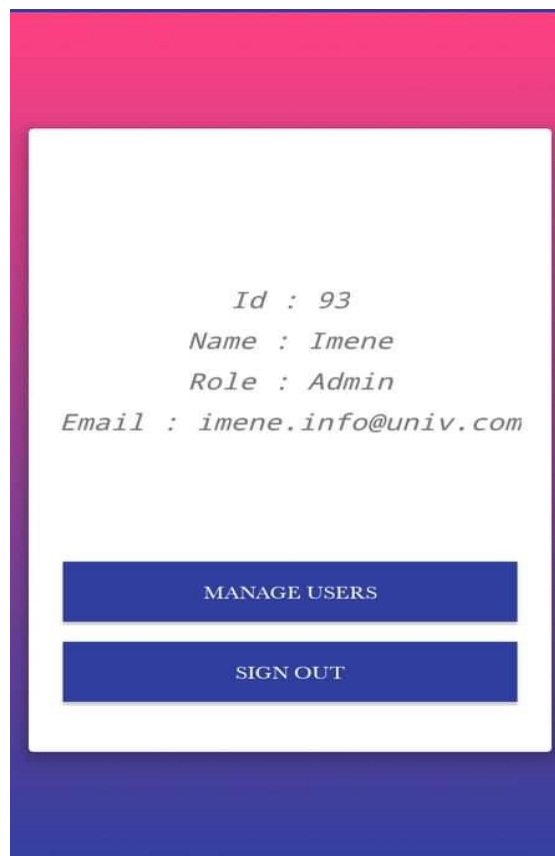 Id : 93
Name : Imene
Role : Admin
Email : imene.info@univ.com
MANAGE USERS
SIGN OUT